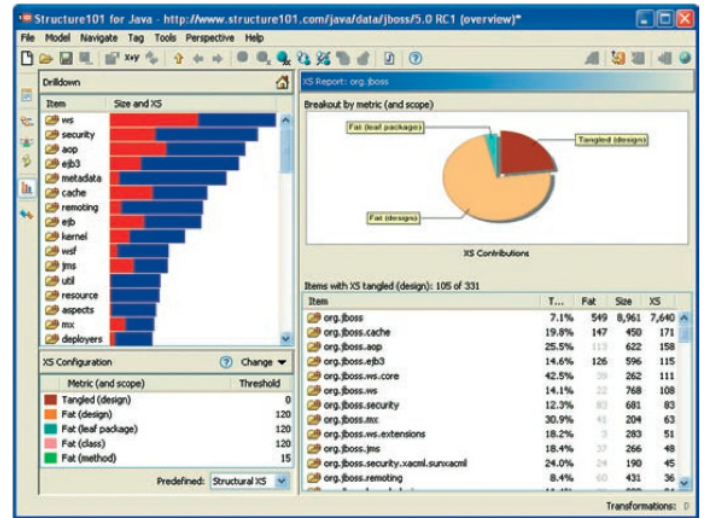 Structure101 for Java - http://www.structure101.com/java/data/jboss/5.0 RC1 (overview)*
File Model Navigate Tag Tools Perspective Help
x+y
Drilldown
Item Size and XS
ws
security
aop
ejb3
metadata
cache
remoting
ejb
kernel
wsf
jms
util
resource
aspects
mx
deployers
XS Configuration
Change
Metric (and scope) Threshold
Tangled (design) 0
Fat (design) 120
Fat (leaf package) 120
Fat (class) 120
Fat (method) 15
Predefined: Structural XS
XS Report: org.jboss
Breakout by metric (and scope)
Fat (leaf package)
Tangled (design)
Fat (design)
XS Contributions
Items with XS tangled (design): 105 of 331
Item T... Fat Size XS
org.jboss 7.1% 549 8,961 7,640
org.jboss.cache 19.8% 147 450 171
org.jboss.aop 25.5% 113 622 158
org.jboss.ejb3 14.6% 126 596 115
org.jboss.ws.core 42.5% 39 262 111
org.jboss.ws 14.1% 22 768 108
org.jboss.security 12.3% 83 681 83
org.jboss.mx 30.9% 41 204 63
org.jboss.ws.extensions 18.2% 3 283 51
org.jboss.jms 18.4% 37 266 48
org.jboss.security.xacml.sunxacml 24.0% 24 190 45
org.jboss.remoting 8.4% 60 431 36
Transformations: 0